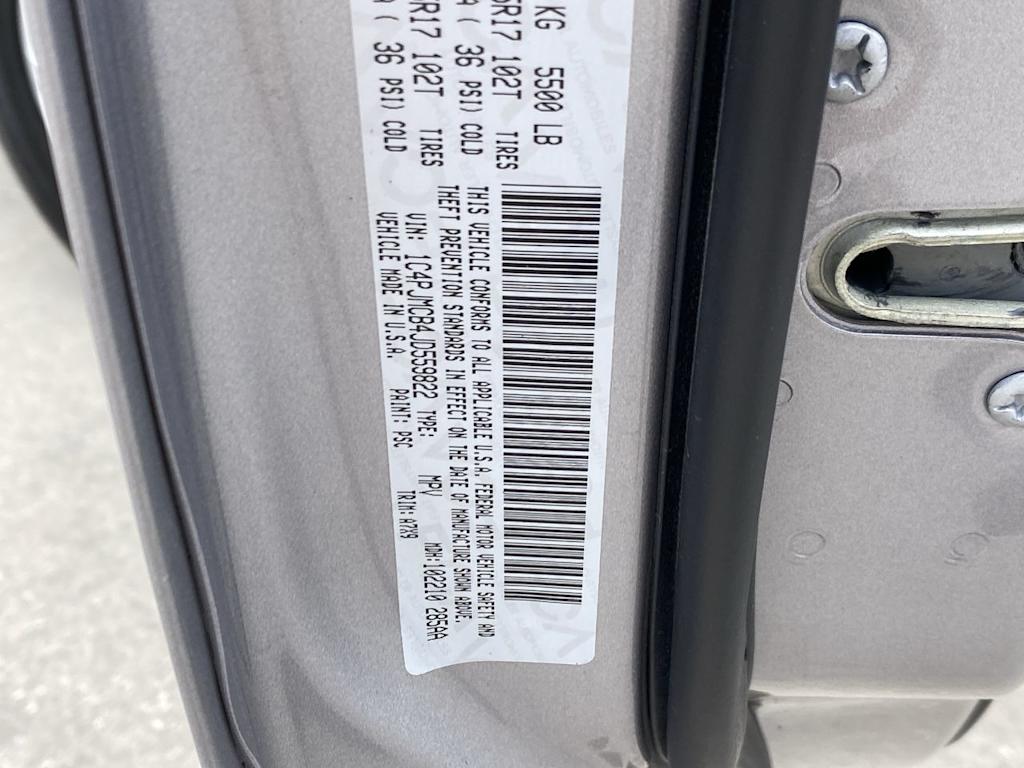 KG 5500 LB
5R17 102T TIRES
( 36 PSI) COLD
R17 102T TIRES
( 36 PSI) COLD
THIS VEHICLE CONFORMS TO ALL APPLICABLE U.S.A. FEDERAL MOTOR VEHICLE SAFETY AND
THEFT PREVENTION STANDARDS IN EFFECT ON THE DATE OF MANUFACTURE SHOWN ABOVE.
VIN: 1C4PJMCB4JD559822 TYPE: MPV MDH:102210 285AA
VEHICLE MADE IN U.S.A. PAINT: PSC TRIM: A7X9